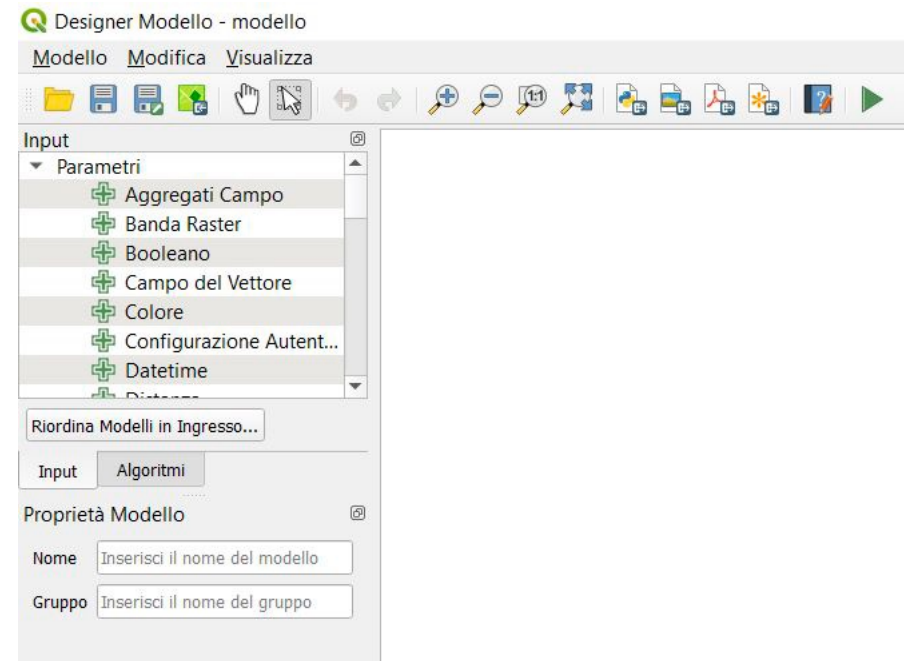 Designer Modello - modello
Modello Modifica Visualizza
1:1
Input
Parametri
Aggregati Campo
Banda Raster
Booleano
Campo del Vettore
Colore
Configurazione Autent...
Datetime
Riordina Modelli in Ingresso...
Input Algoritmi
Proprietà Modello
Nome Inserisci il nome del modello
Gruppo Inserisci il nome del gruppo